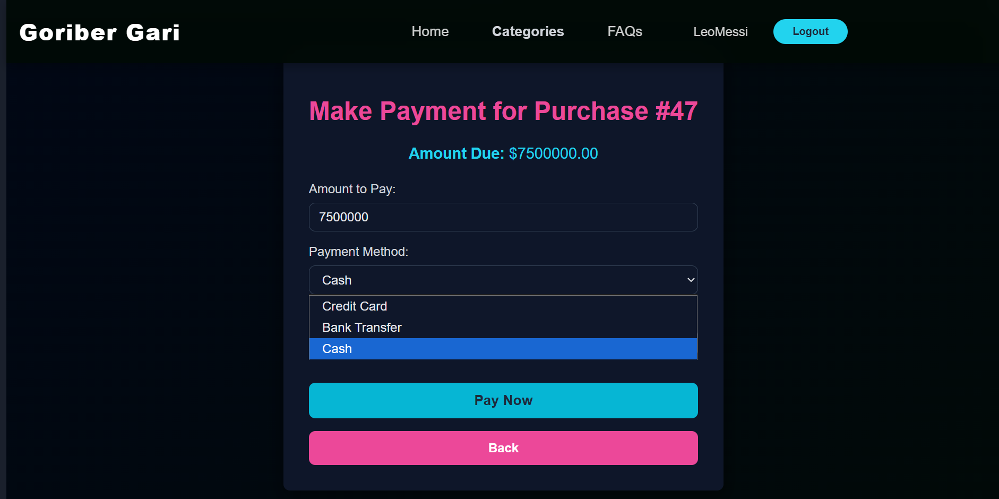 Goriber Gari
Home Categories FAQs LeoMessi Logout
Make Payment for Purchase #47
Amount Due: $7500000.00
Amount to Pay:
7500000
Payment Method:
Cash
Credit Card
Bank Transfer
Cash
Pay Now
Back